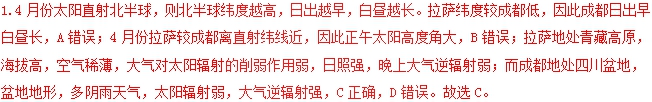 1.4 月份太阳直射北半球，则北半球纬度越高，日出越早，白昼越长。拉萨纬度较成都低，因此成都日出早
白昼长，A 错误；4 月份拉萨较成都离直射纬线近，因此正午太阳高度角大，B 错误；拉萨地处青藏高原，
海拔高，空气稀薄，大气对太阳辐射的削弱作用弱，日照强，晚上大气逆辐射弱；而成都地处四川盆地，
盆地地形，多阴雨天气，太阳辐射弱，大气逆辐射强，C 正确，D 错误。故选 C。